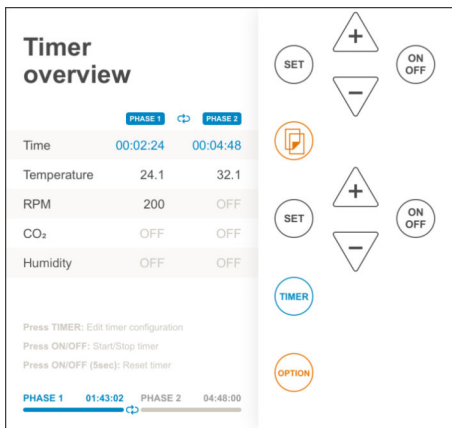 Timer
overview
PHASE 1 PHASE 2
Time 00:02:24 00:04:48
Temperature 24.1 32.1
RPM 200 OFF
CO₂ OFF OFF
Humidity OFF OFF
Press TIMER: Edit timer configuration
Press ON/OFF: Start/Stop timer
Press ON/OFF (5sec): Reset timer
PHASE 1 01:43:02 PHASE 2 04:48:00
+
SET
ON
OFF
−
+
SET
ON
OFF
−
TIMER
OPTION